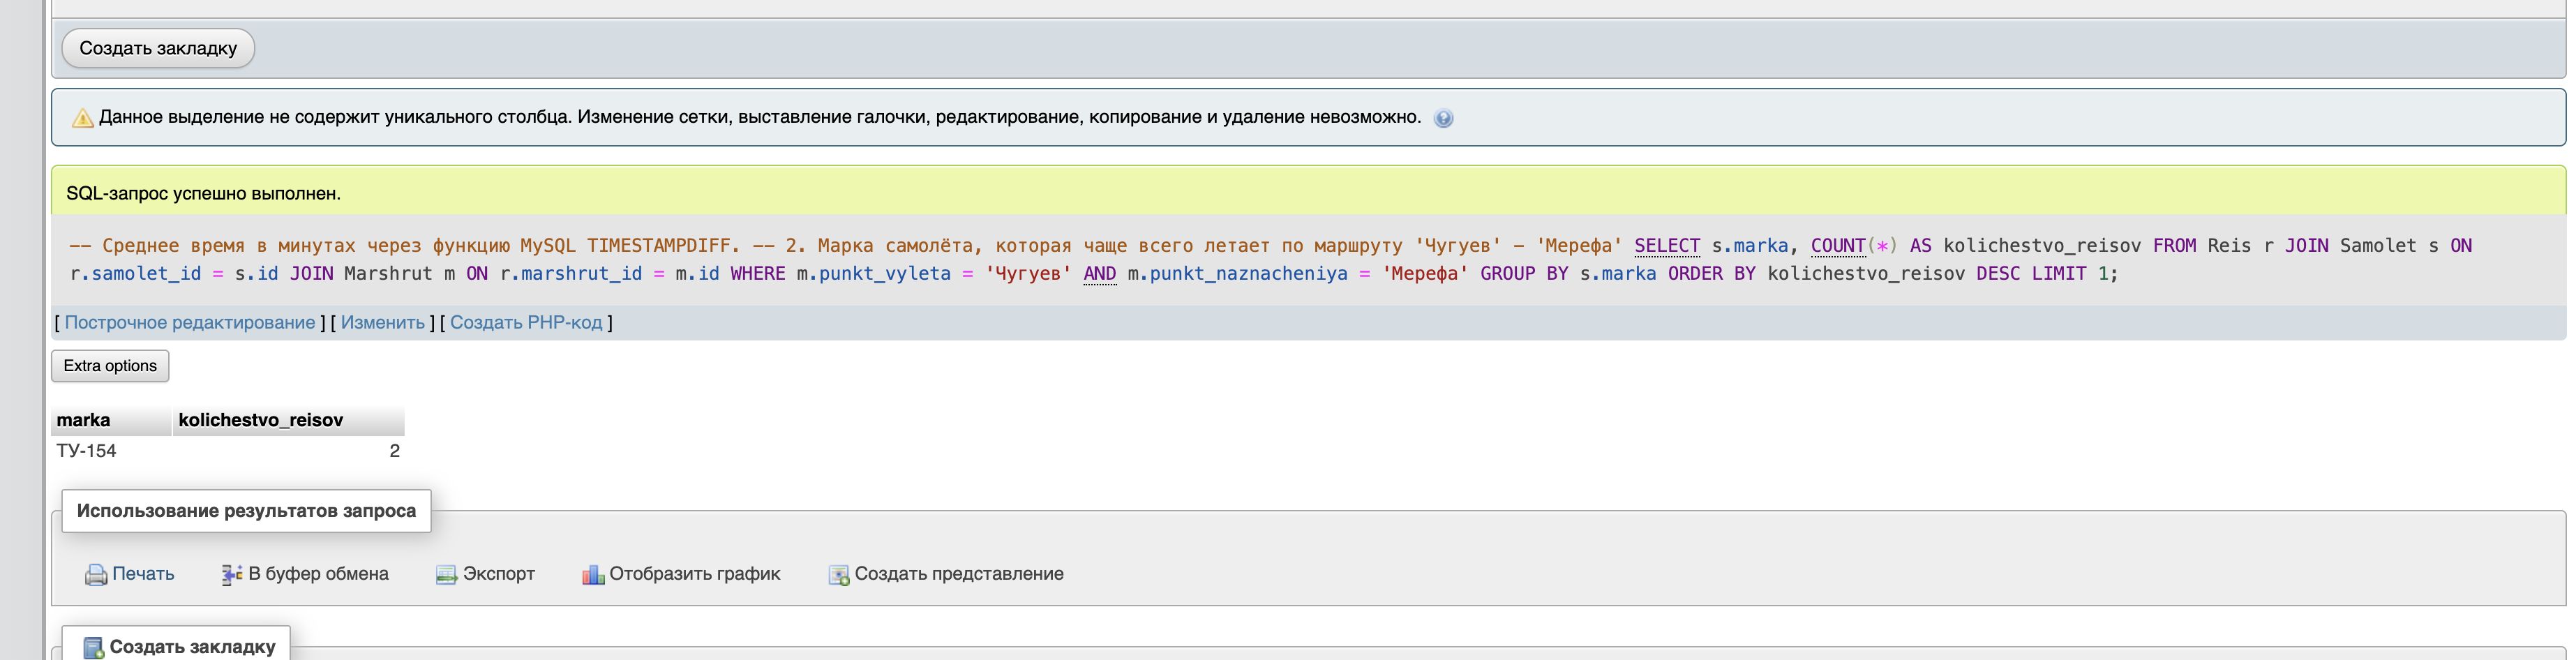 Создать закладку
Данное выделение не содержит уникального столбца. Изменение сетки, выставление галочки, редактирование, копирование и удаление невозможно.
SQL-запрос успешно выполнен.
-- Среднее время в минутах через функцию MySQL TIMESTAMPDIFF. -- 2. Марка самолёта, которая чаще всего летает по маршруту 'Чугуев' – 'Мерефа' SELECT s.marka, COUNT(*) AS kolichestvo_reisov FROM Reis r JOIN Samolet s ON
r.samolet_id = s.id JOIN Marshrut m ON r.marshrut_id = m.id WHERE m.punkt_vyleta = 'Чугуев' AND m.punkt_naznacheniya = 'Мерефа' GROUP BY s.marka ORDER BY kolichestvo_reisov DESC LIMIT 1;
[ Построчное редактирование ] [ Изменить ] [ Создать PHP-код ]
Extra options
marka kolichestvo_reisov
ТУ-154 2
Использование результатов запроса
Печать В буфер обмена Экспорт Отобразить график Создать представление
Создать закладку